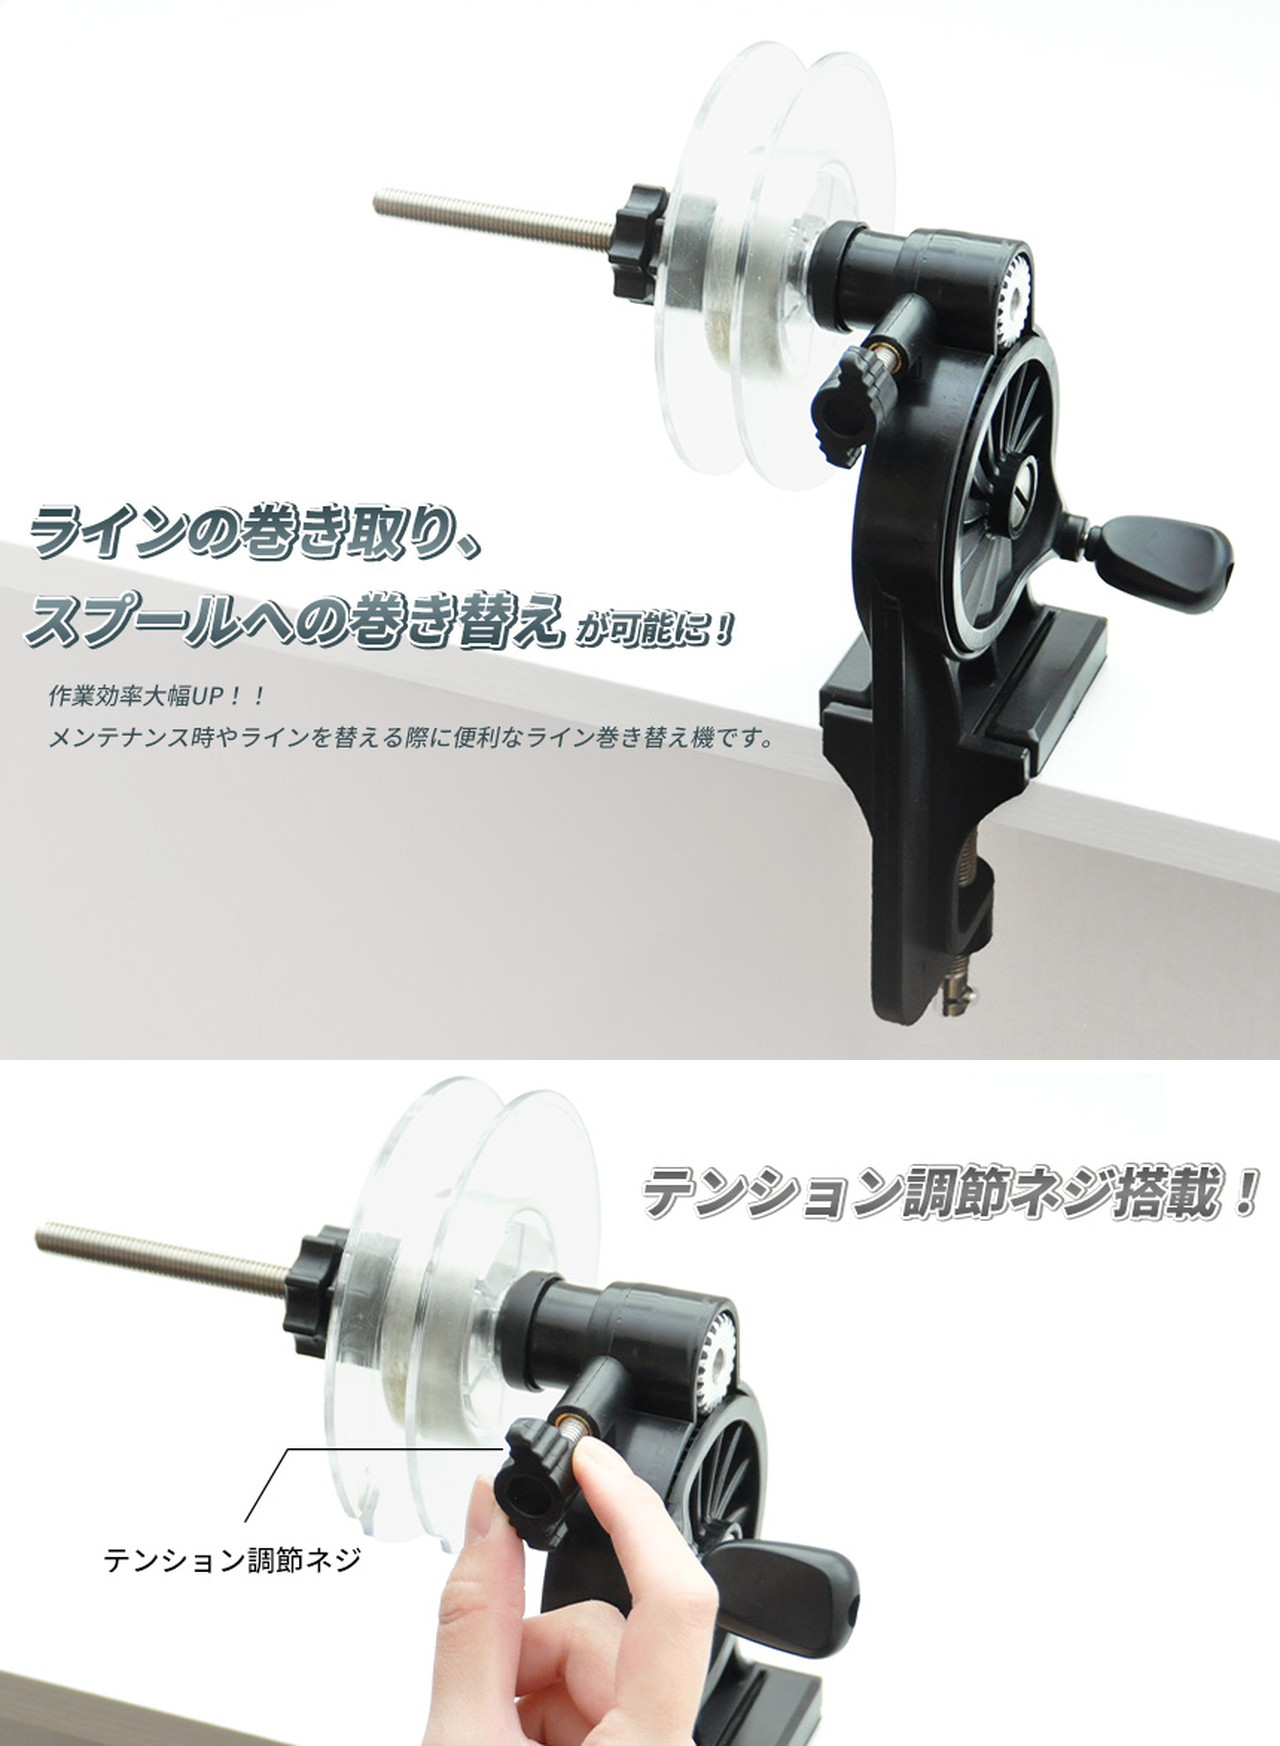 ラインの巻き取り、
スプールへの巻き替えが可能に!
作業効率大幅UP!!
メンテナンス時やラインを替える際に便利なライン巻き替え機です。
テンション調節ネジ搭載!
テンション調節ネジ